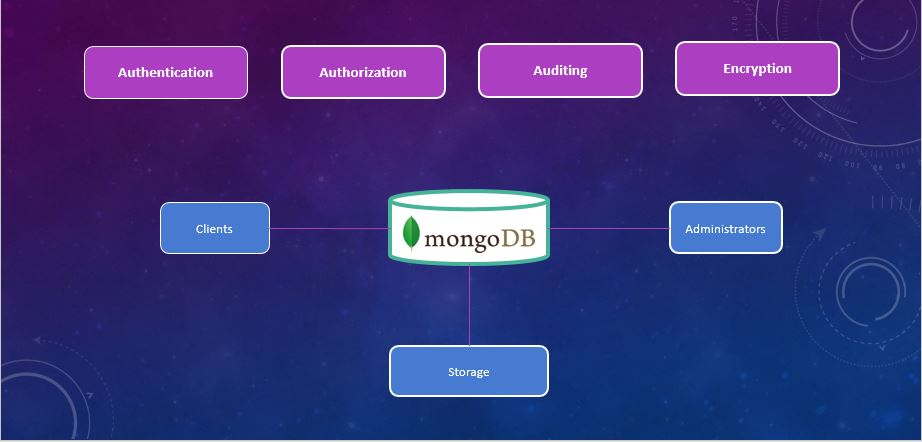 Authentication
Authorization
Auditing
Encryption
Clients
mongoDB
Administrators
Storage